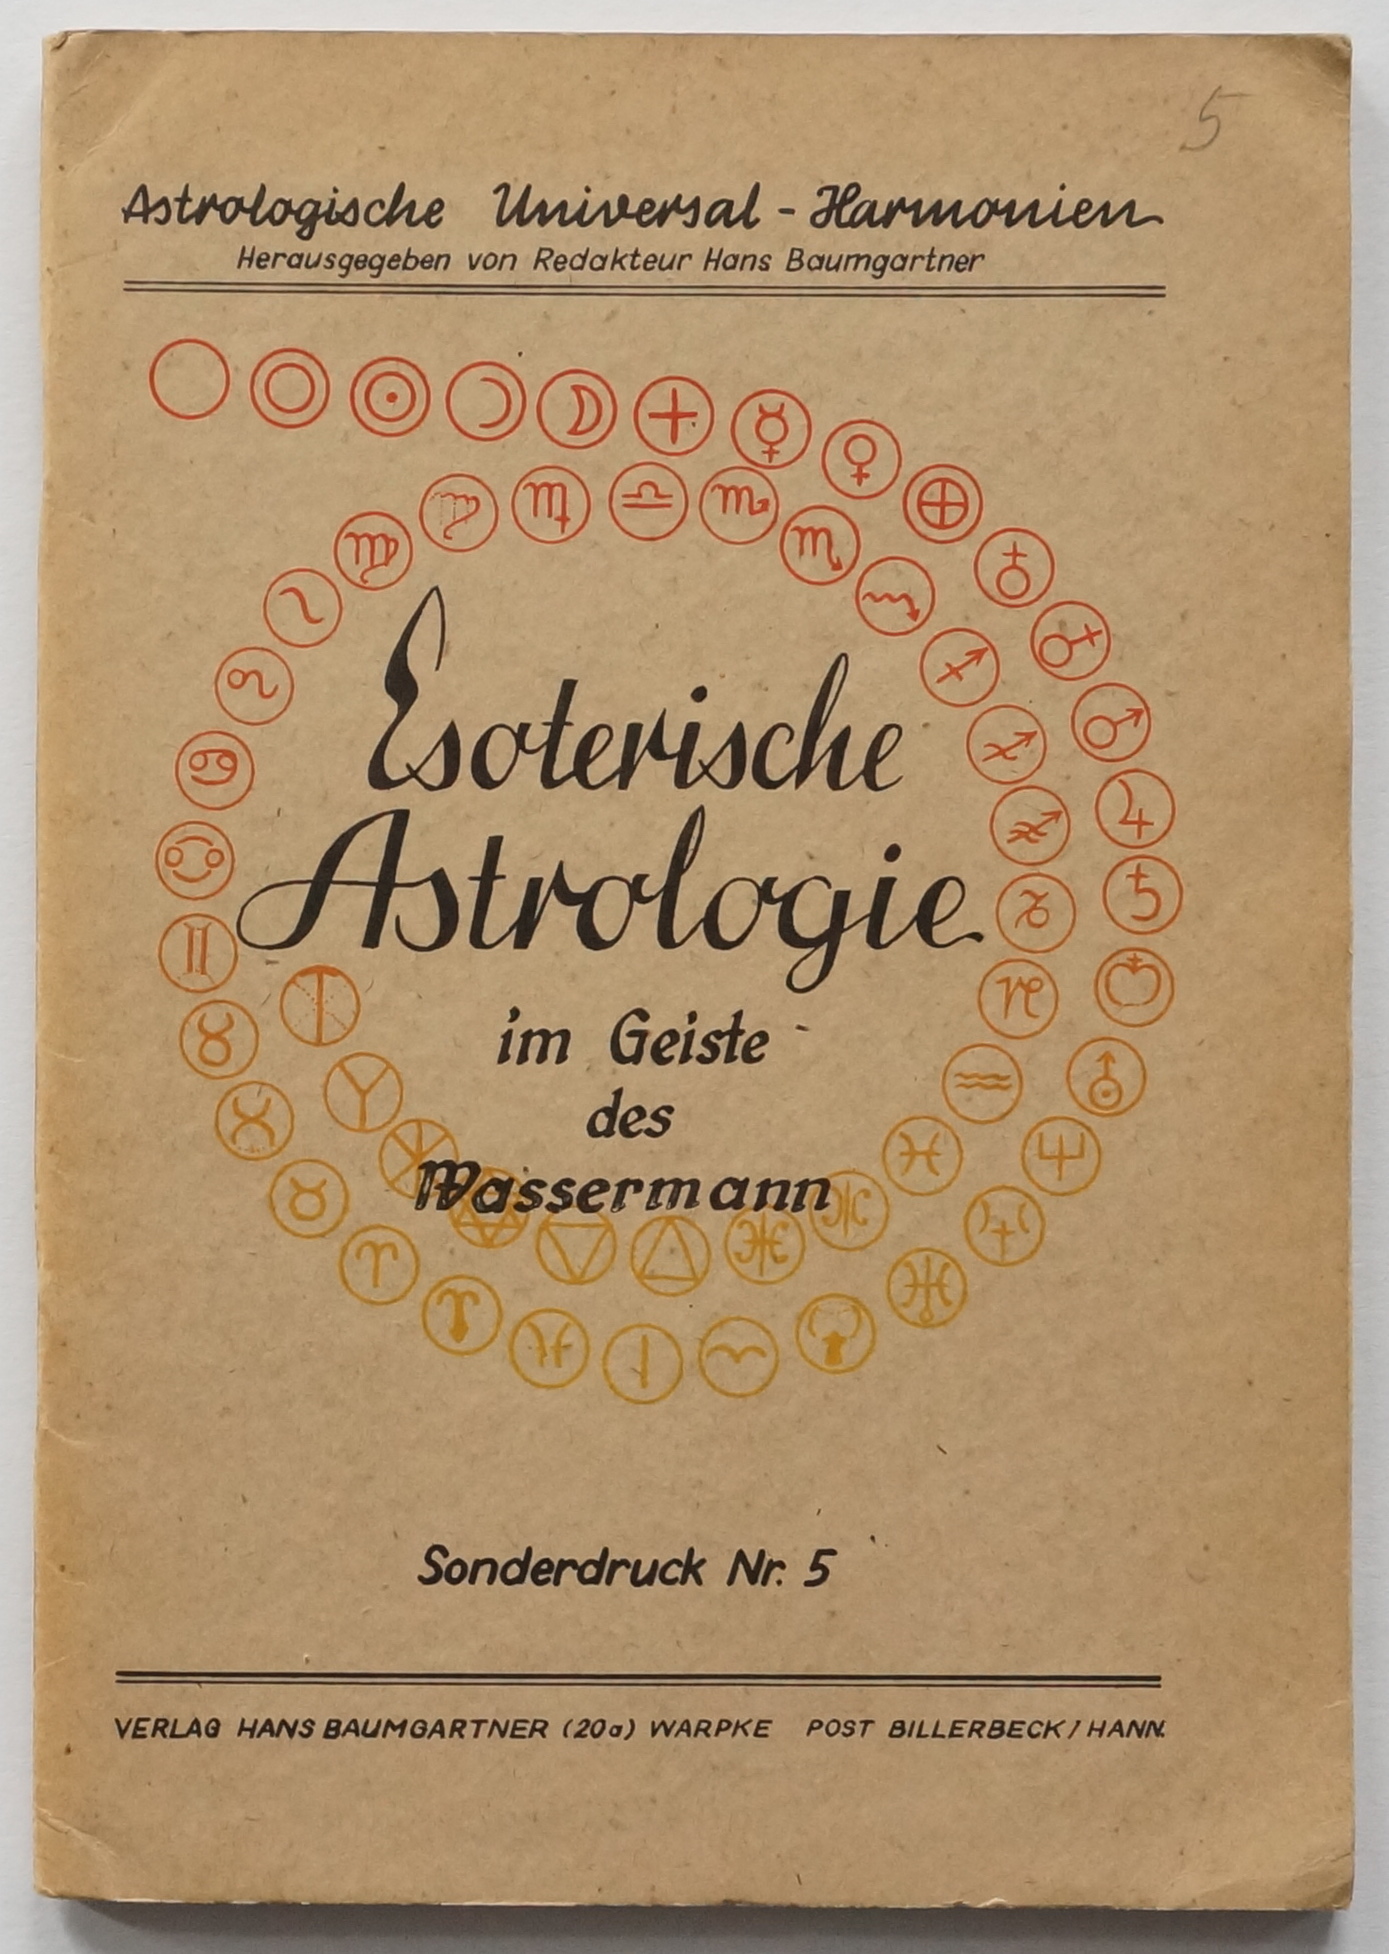 5
Astrologische Universal - Harmonien
Herausgegeben von Redakteur Hans Baumgartner
Esoterische
Astrologie
im Geiste
des
Wassermann
Sonderdruck Nr. 5
VERLAG HANS BAUMGARTNER (20a) WARPKE POST BILLERBECK / HANN.